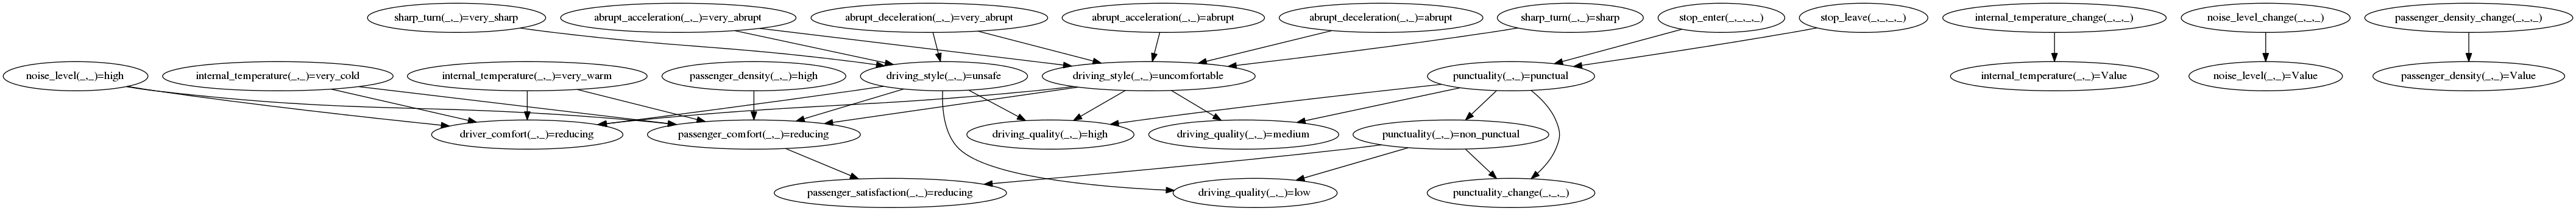 sharp_turn(_,_)=very_sharp
abrupt_acceleration(_,_)=very_abrupt
abrupt_deceleration(_,_)=very_abrupt
abrupt_acceleration(_,_)=abrupt
abrupt_deceleration(_,_)=abrupt
sharp_turn(_,_)=sharp
stop_enter(_,_,_,_)
stop_leave(_,_,_,_)
internal_temperature_change(_,_,_)
noise_level_change(_,_,_)
passenger_density_change(_,_,_)
noise_level(_,_)=high
internal_temperature(_,_)=very_cold
internal_temperature(_,_)=very_warm
passenger_density(_,_)=high
driving_style(_,_)=unsafe
driving_style(_,_)=uncomfortable
punctuality(_,_)=punctual
internal_temperature(_,_)=Value
noise_level(_,_)=Value
passenger_density(_,_)=Value
driver_comfort(_,_)=reducing
passenger_comfort(_,_)=reducing
driving_quality(_,_)=high
driving_quality(_,_)=medium
punctuality(_,_)=non_punctual
passenger_satisfaction(_,_)=reducing
driving_quality(_,_)=low
punctuality_change(_,_,_)